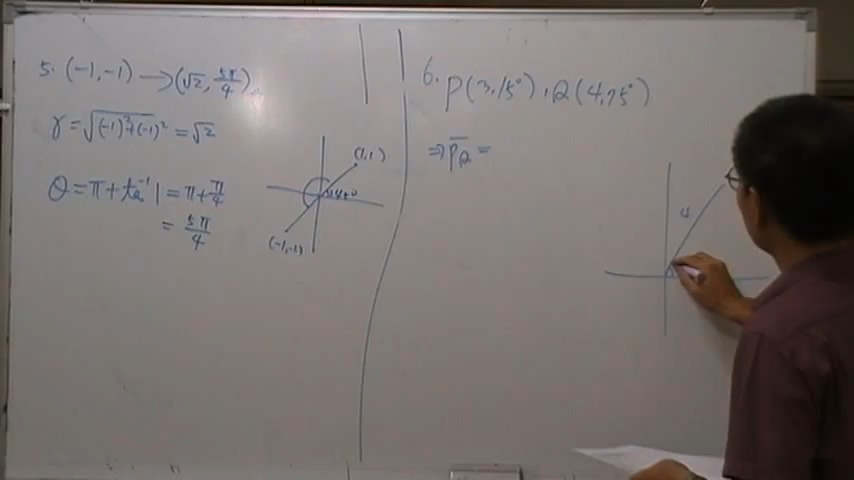 5. (-1,-1) → (√2, 5π/4)
γ = √(-1)²+(-1)² = √2
θ = π + tan⁻¹ 1 = π + π/4
= 5π/4
(1,1)
(-1,-1)
6. P(3,15°), Q(4,75°)
⇒ PQ =
4